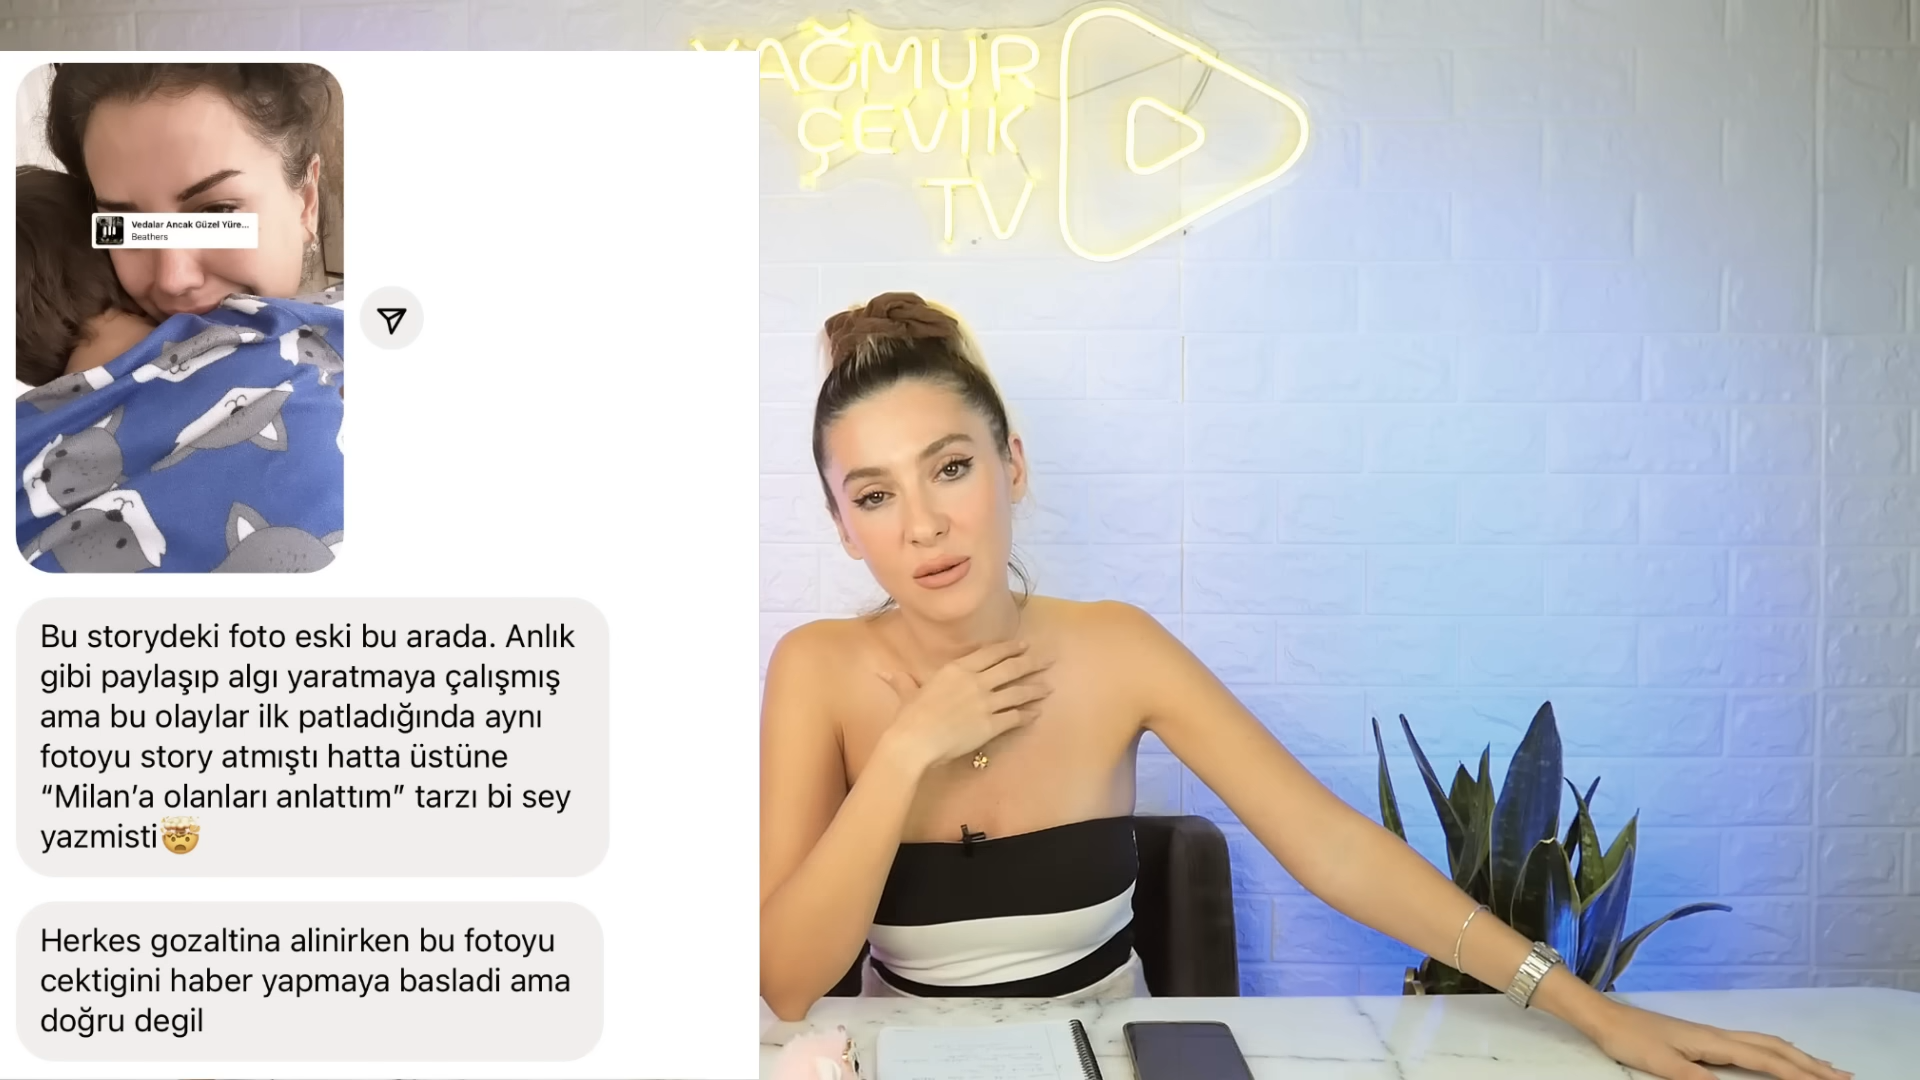 YAĞMUR
ÇEVİK
TV
Vedalar Ancak Güzel Yüre...
Beathers
Bu storydeki foto eski bu arada. Anlık
gibi paylaşıp algı yaratmaya çalışmış
ama bu olaylar ilk patladığında aynı
fotoyu story atmıştı hatta üstüne
“Milan’a olanları anlattım” tarzı bi sey
yazmisti🤯
Herkes gozaltina alinirken bu fotoyu
cektigini haber yapmaya basladi ama
doğru degil